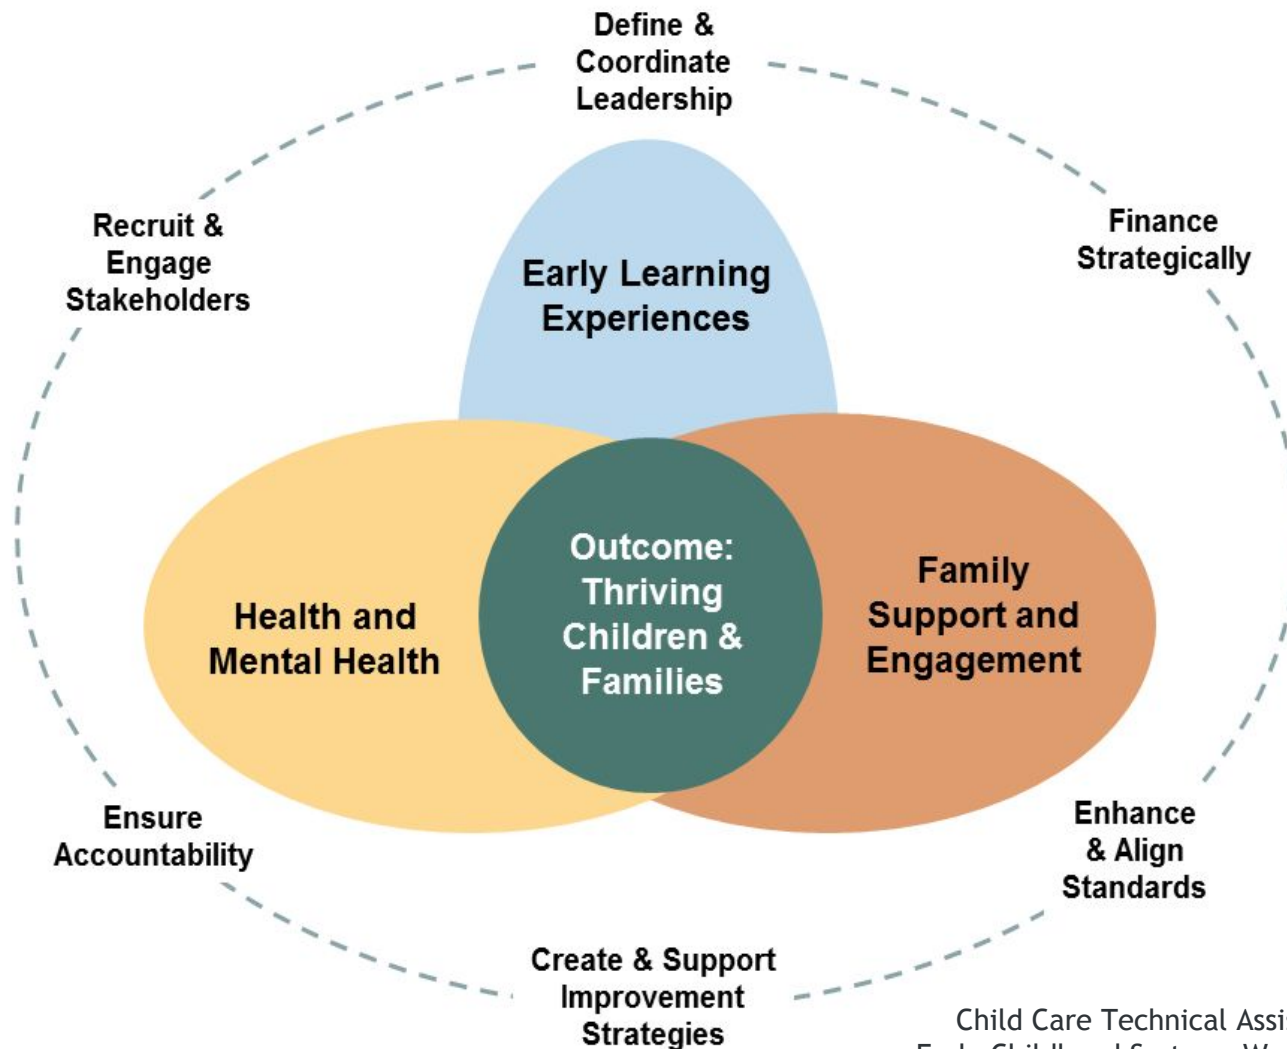 Define &
Coordinate
Leadership
Recruit &
Engage
Stakeholders
Finance
Strategically
Early Learning
Experiences
Health and
Mental Health
Outcome:
Thriving
Children &
Families
Family
Support and
Engagement
Ensure
Accountability
Enhance
& Align
Standards
Create & Support
Improvement
Strategies
Child Care Technical